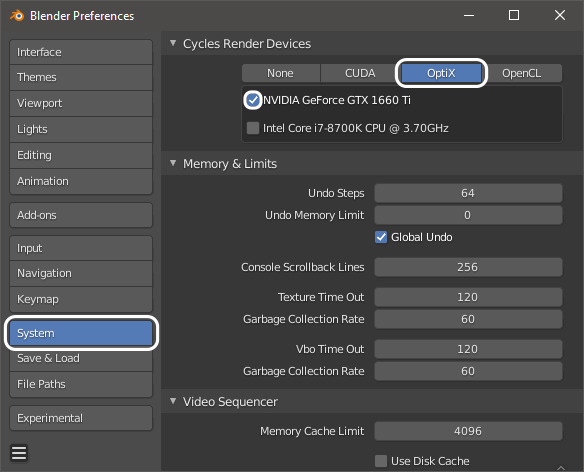 Blender Preferences
Interface
Themes
Viewport
Lights
Editing
Animation
Add-ons
Input
Navigation
Keymap
System
Save & Load
File Paths
Experimental
Cycles Render Devices
None CUDA OptiX OpenCL
NVIDIA GeForce GTX 1660 Ti
Intel Core i7-8700K CPU @ 3.70GHz
Memory & Limits
Undo Steps 64
Undo Memory Limit 0
Global Undo
Console Scrollback Lines 256
Texture Time Out 120
Garbage Collection Rate 60
Vbo Time Out 120
Garbage Collection Rate 60
Video Sequencer
Memory Cache Limit 4096
Use Disk Cache